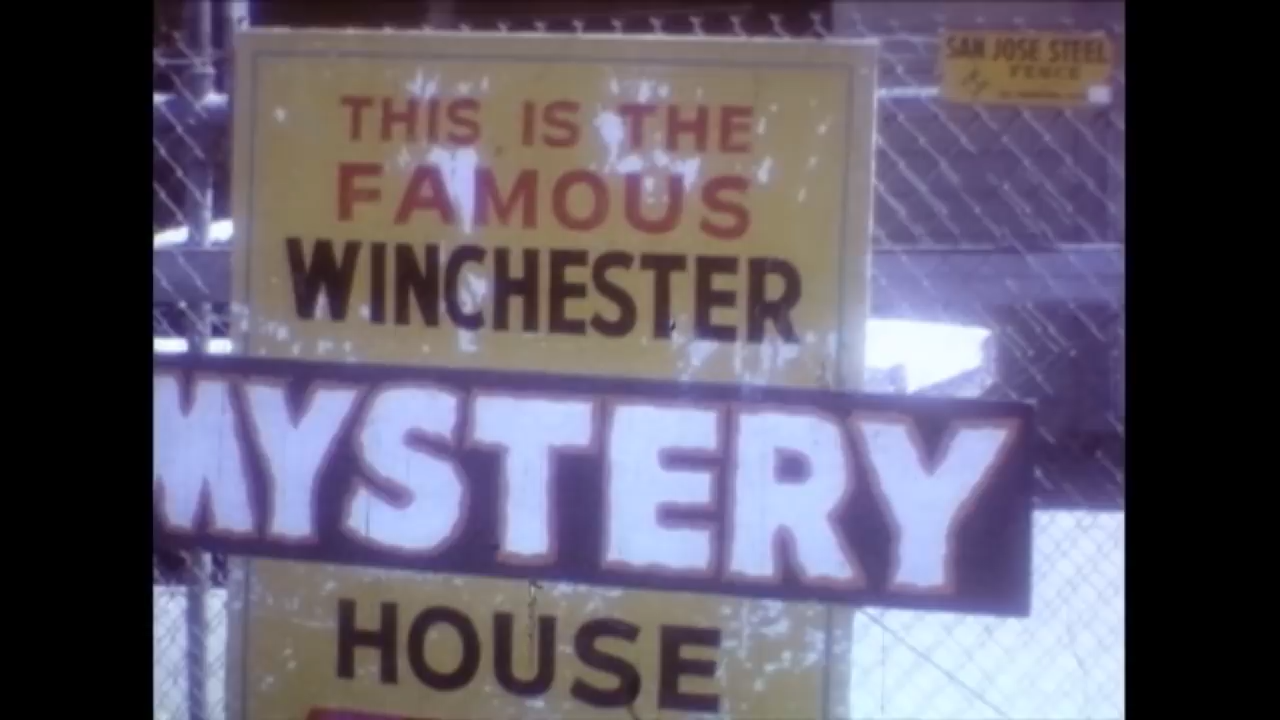 SAN JOSE STEEL
FENCE
THIS IS THE
FAMOUS
WINCHESTER
MYSTERY
HOUSE